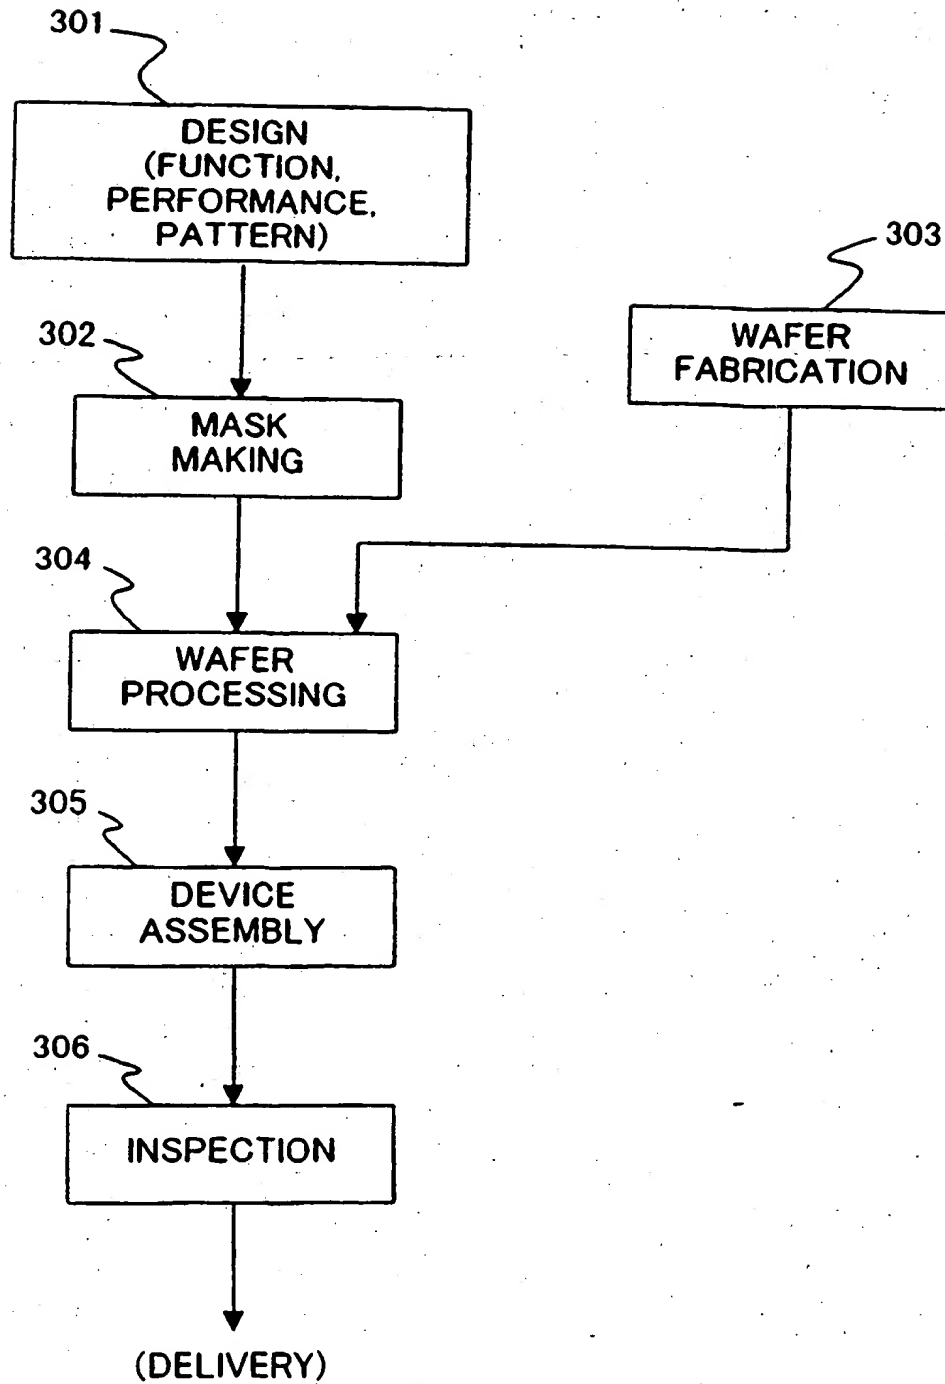 301
DESIGN
(FUNCTION,
PERFORMANCE,
PATTERN)
303
302
WAFER
FABRICATION
MASK
MAKING
304
WAFER
PROCESSING
305
DEVICE
ASSEMBLY
306
INSPECTION
(DELIVERY)